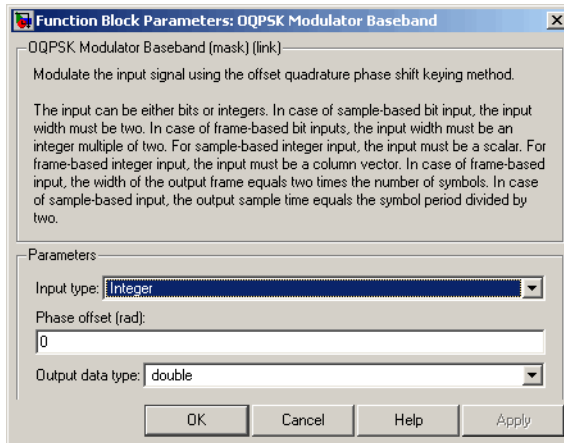 Function Block Parameters: OQPSK Modulator Baseband
OQPSK Modulator Baseband (mask) (link)
Modulate the input signal using the offset quadrature phase shift keying method.
The input can be either bits or integers. In case of sample-based bit input, the input
width must be two. In case of frame-based bit inputs, the input width must be an
integer multiple of two. For sample-based integer input, the input must be a scalar. For
frame-based integer input, the input must be a column vector. In case of frame-based
input, the width of the output frame equals two times the number of symbols. In case
of sample-based input, the output sample time equals the symbol period divided by
two.
Parameters
Input type: Integer
Phase offset (rad):
0
Output data type: double
OK Cancel Help Apply